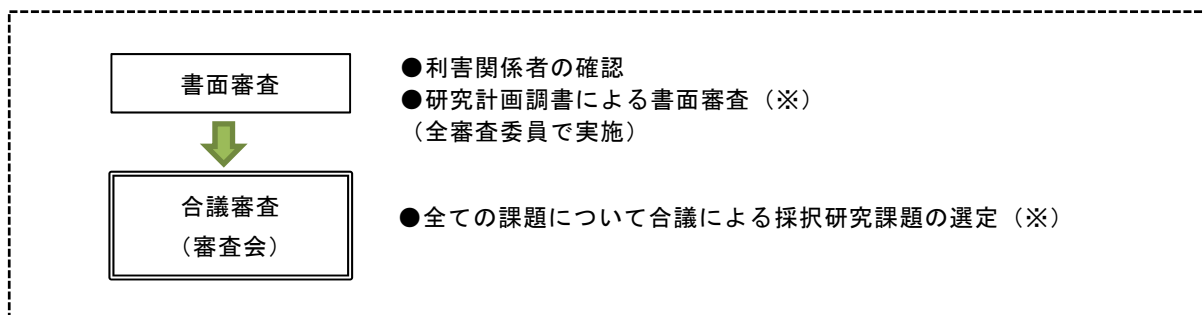 書面審査
●利害関係者の確認
●研究計画調書による書面審査（※）
（全審査委員で実施）
合議審査
（審査会）
●全ての課題について合議による採択研究課題の選定（※）